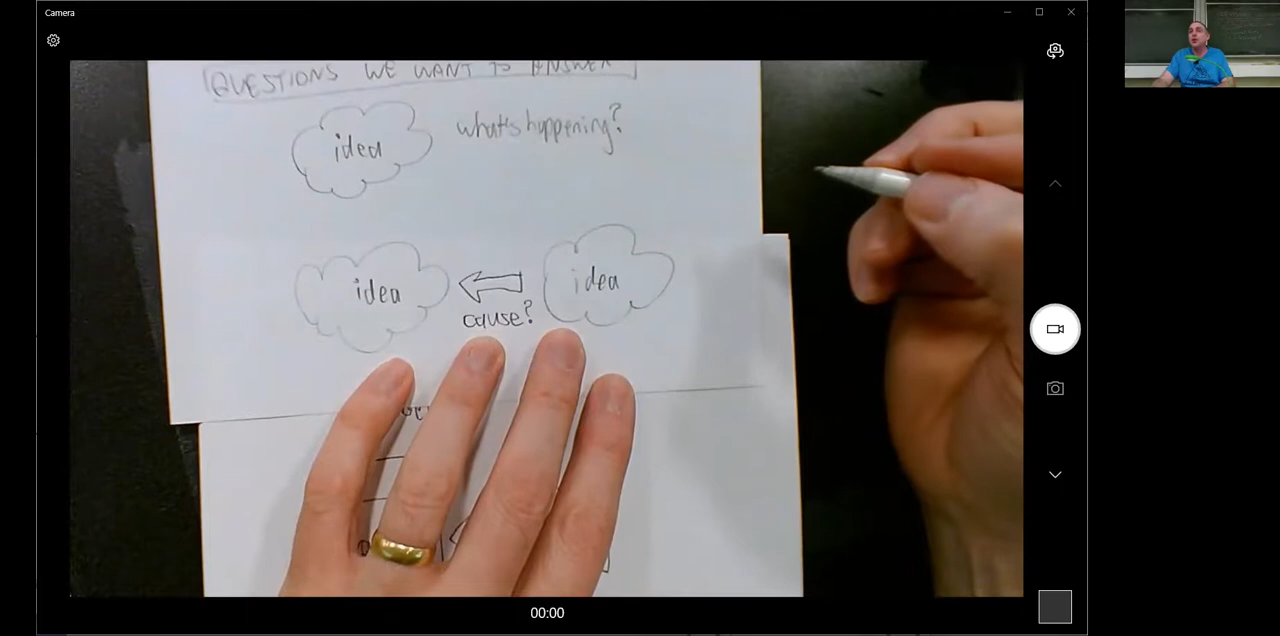 Camera
QUESTIONS WE WANT TO ANSWER
idea what's happening?
idea idea
cause?
00:00